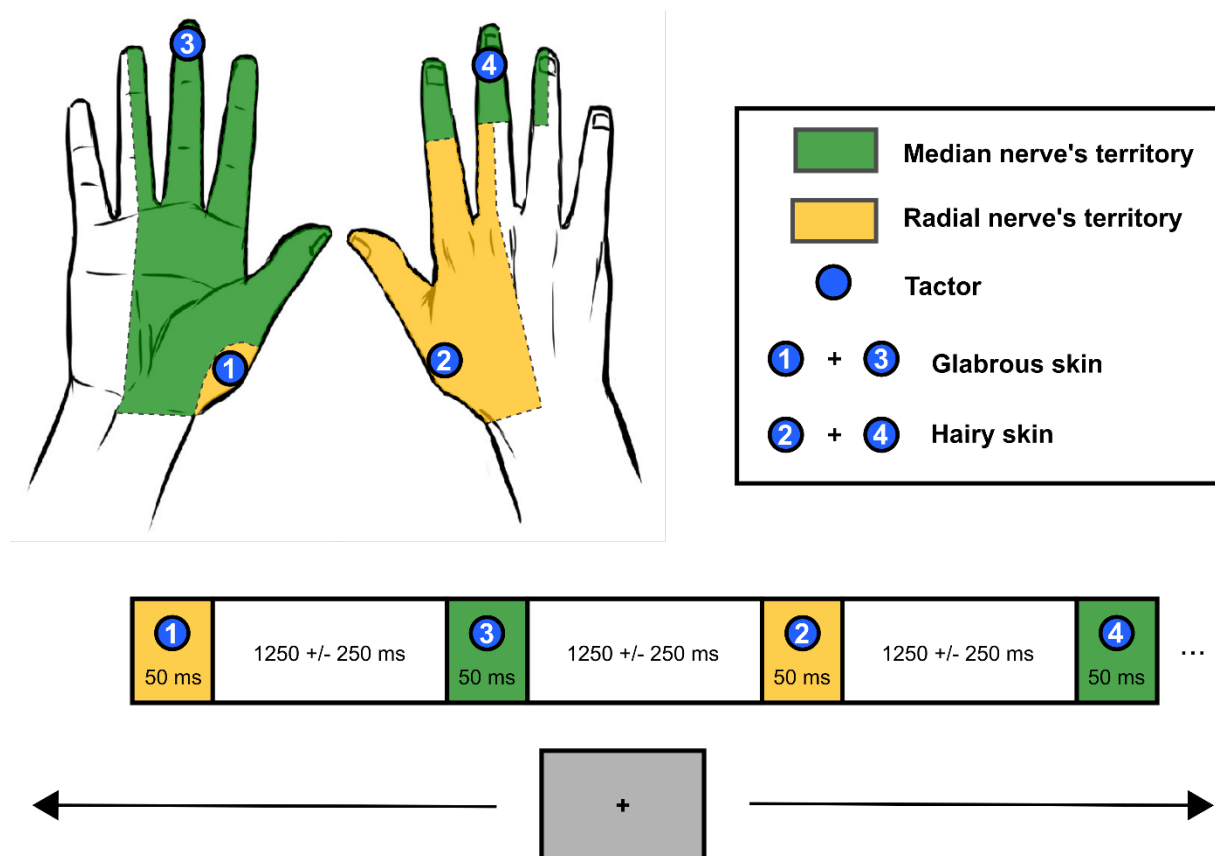 3
4
1
2
Median nerve's territory
Radial nerve's territory
Tactor
1 + 3 Glabrous skin
2 + 4 Hairy skin
1 3 2 4
50 ms 1250 +/- 250 ms 50 ms 1250 +/- 250 ms 50 ms 1250 +/- 250 ms 50 ms ...
+